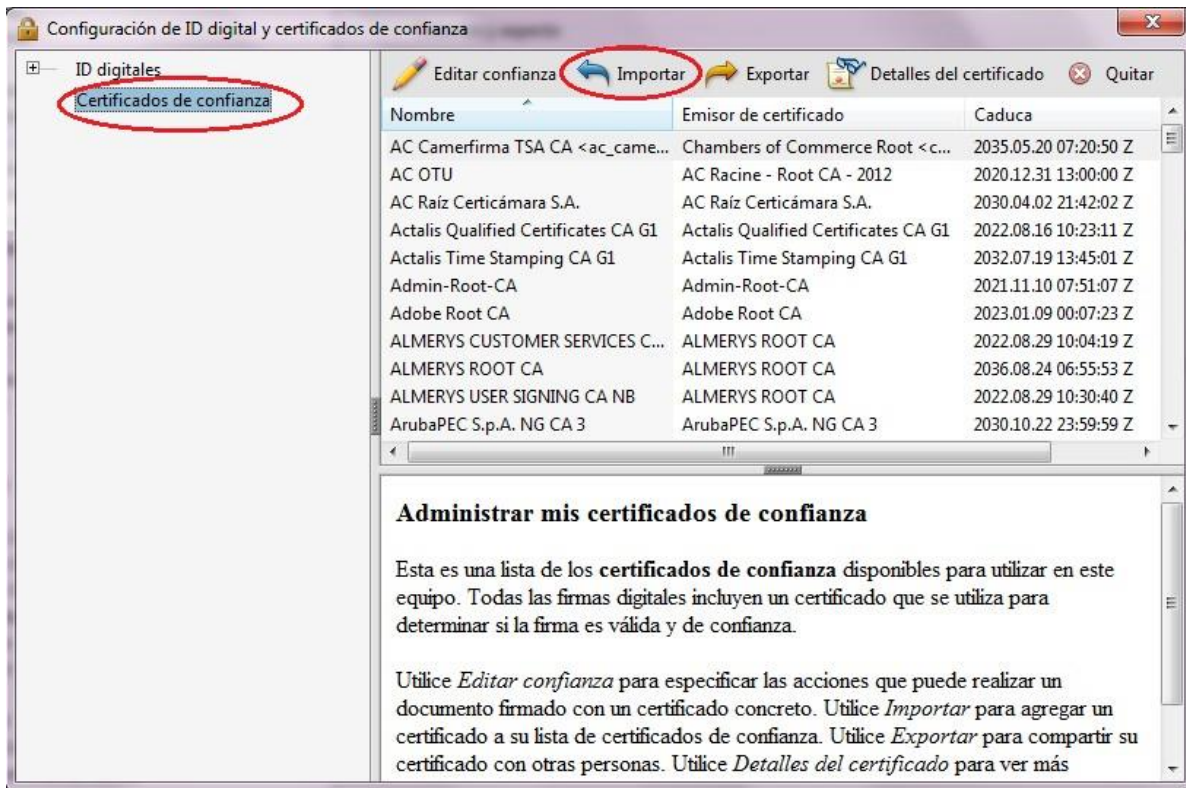 Configuración de ID digital y certificados de confianza
ID digitales
Certificados de confianza
Editar confianza Importar Exportar Detalles del certificado Quitar
Nombre Emisor de certificado Caduca
AC Camerfirma TSA CA <ac_came... Chambers of Commerce Root <c... 2035.05.20 07:20:50 Z
AC OTU AC Racine - Root CA - 2012 2020.12.31 13:00:00 Z
AC Raíz Certicámara S.A. AC Raíz Certicámara S.A. 2030.04.02 21:42:02 Z
Actalis Qualified Certificates CA G1 Actalis Qualified Certificates CA G1 2022.08.16 10:23:11 Z
Actalis Time Stamping CA G1 Actalis Time Stamping CA G1 2032.07.19 13:45:01 Z
Admin-Root-CA Admin-Root-CA 2021.11.10 07:51:07 Z
Adobe Root CA Adobe Root CA 2023.01.09 00:07:23 Z
ALMERYS CUSTOMER SERVICES C... ALMERYS ROOT CA 2022.08.29 10:04:19 Z
ALMERYS ROOT CA ALMERYS ROOT CA 2036.08.24 06:55:53 Z
ALMERYS USER SIGNING CA NB ALMERYS ROOT CA 2022.08.29 10:30:40 Z
ArubaPEC S.p.A. NG CA 3 ArubaPEC S.p.A. NG CA 3 2030.10.22 23:59:59 Z
Administrar mis certificados de confianza
Esta es una lista de los certificados de confianza disponibles para utilizar en este
equipo. Todas las firmas digitales incluyen un certificado que se utiliza para
determinar si la firma es válida y de confianza.
Utilice Editar confianza para especificar las acciones que puede realizar un
documento firmado con un certificado concreto. Utilice Importar para agregar un
certificado a su lista de certificados de confianza. Utilice Exportar para compartir su
certificado con otras personas. Utilice Detalles del certificado para ver más